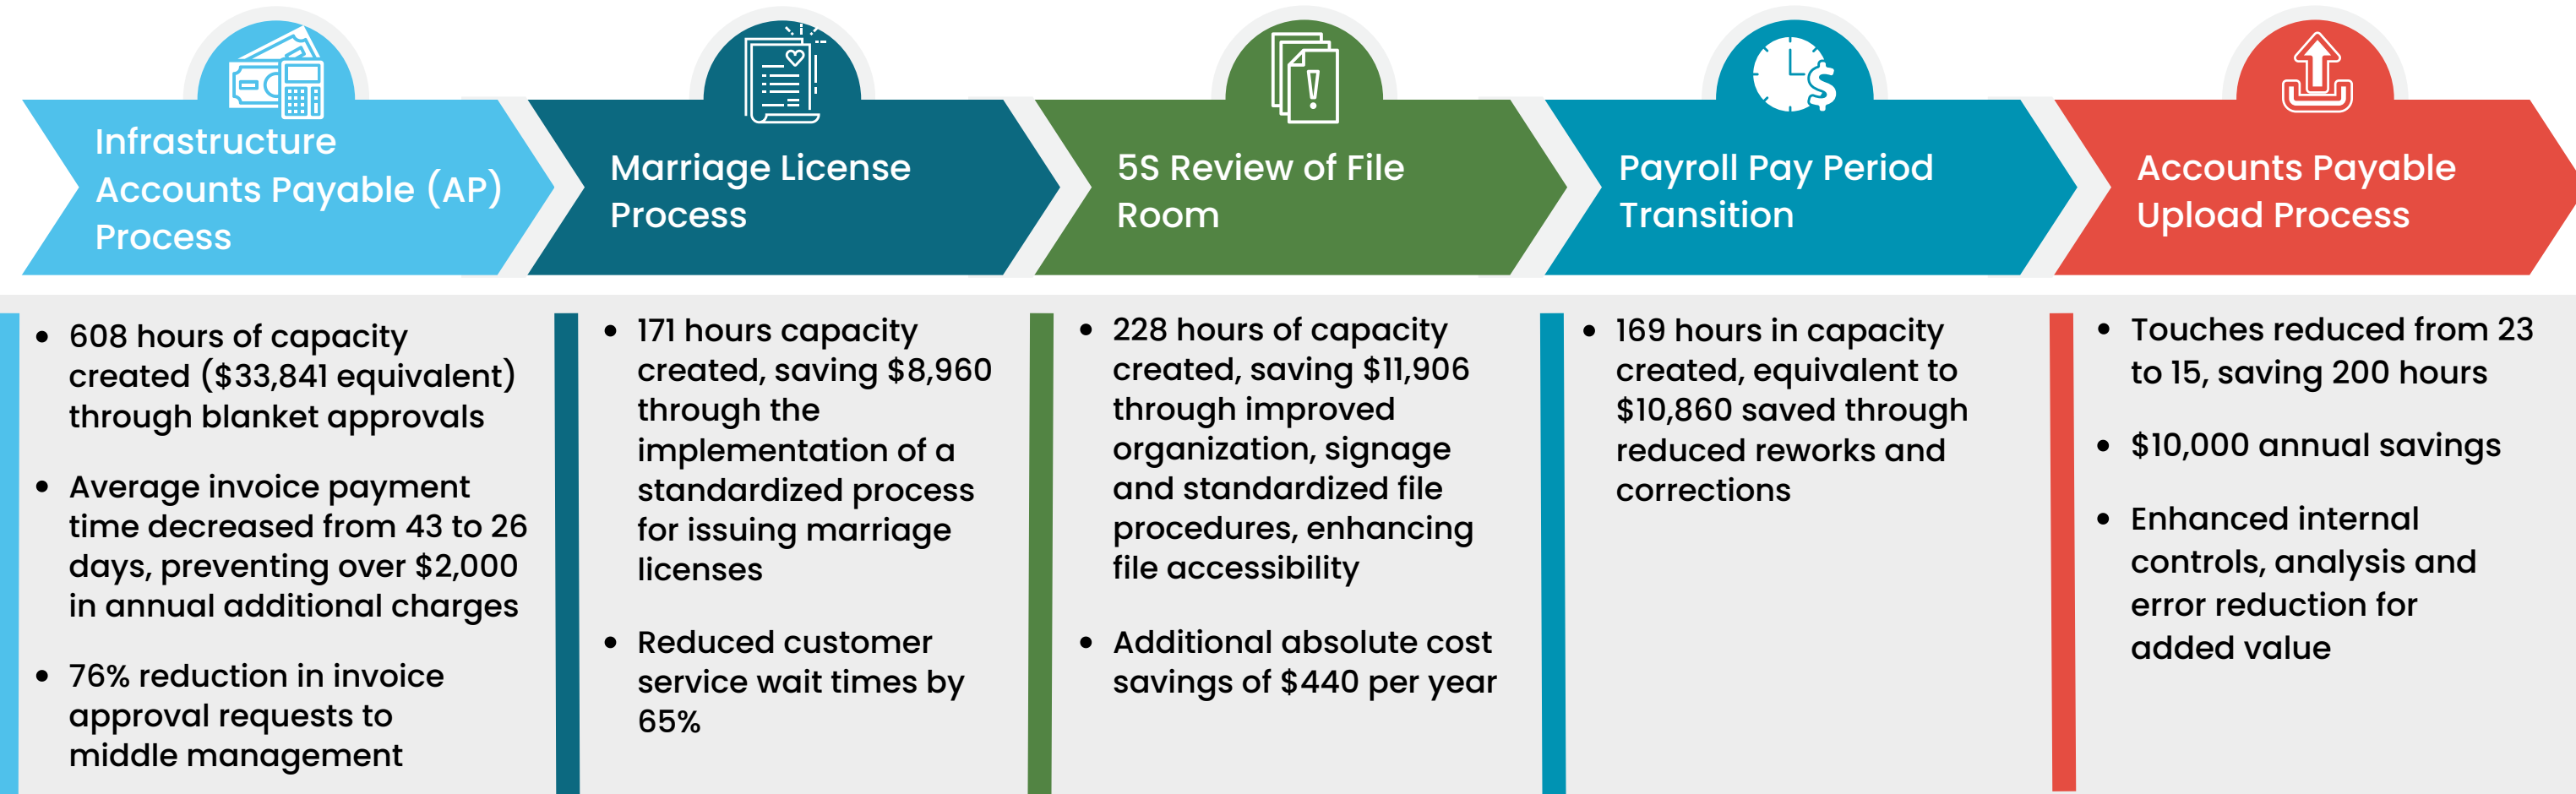 Infrastructure
Accounts Payable (AP)
Process
• 608 hours of capacity
created ($33,841 equivalent)
through blanket approvals
• Average invoice payment
time decreased from 43 to 26
days, preventing over $2,000
in annual additional charges
• 76% reduction in invoice
approval requests to
middle management
Marriage License
Process
• 171 hours capacity
created, saving $8,960
through the
implementation of a
standardized process
for issuing marriage
licenses
• Reduced customer
service wait times by
65%
5S Review of File
Room
• 228 hours of capacity
created, saving $11,906
through improved
organization, signage
and standardized file
procedures, enhancing
file accessibility
• Additional absolute cost
savings of $440 per year
Payroll Pay Period
Transition
• 169 hours in capacity
created, equivalent to
$10,860 saved through
reduced reworks and
corrections
Accounts Payable
Upload Process
• Touches reduced from 23
to 15, saving 200 hours
• $10,000 annual savings
• Enhanced internal
controls, analysis and
error reduction for
added value